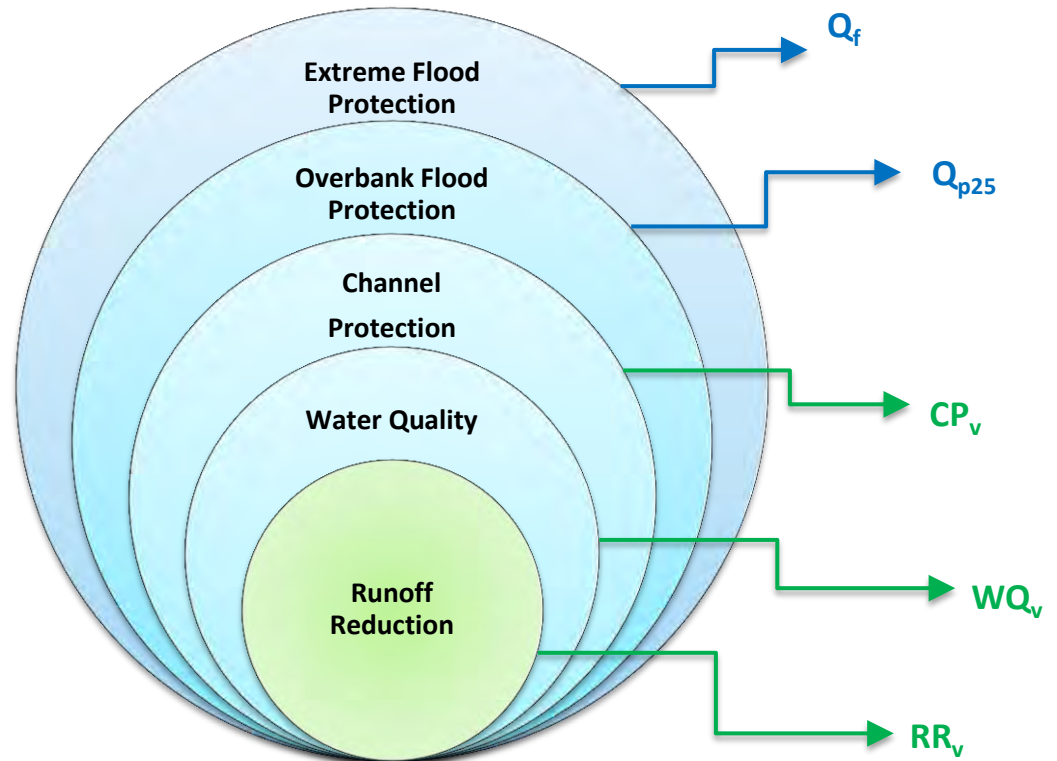 Extreme Flood
Protection
Overbank Flood
Protection
Channel
Protection
Water Quality
Runoff
Reduction
Qf
Qp25
CPv
WQv
RRv